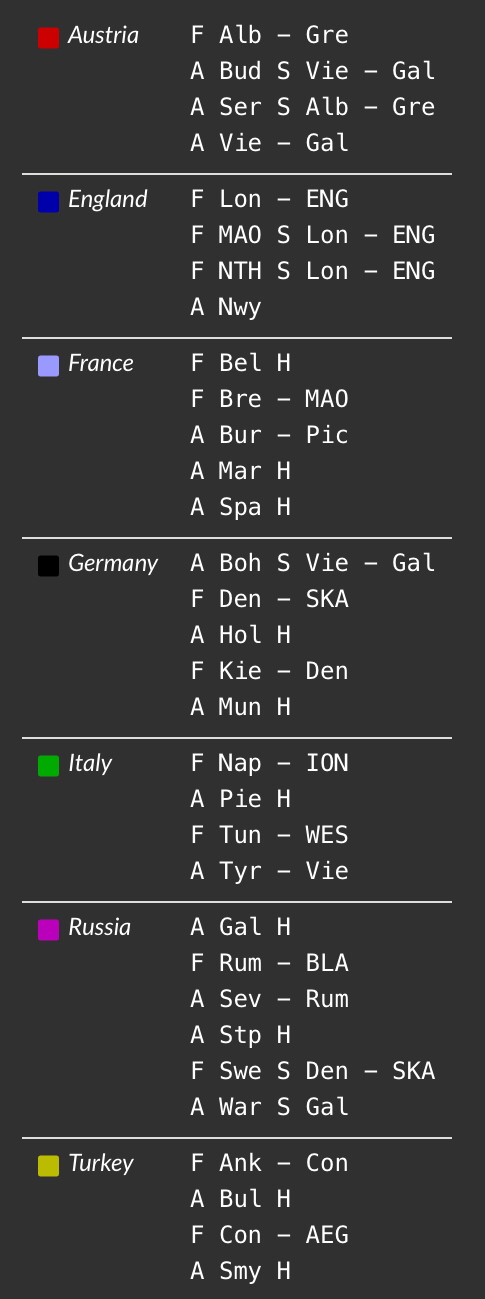 Austria F Alb – Gre
A Bud S Vie – Gal
A Ser S Alb – Gre
A Vie – Gal
England F Lon – ENG
F MAO S Lon – ENG
F NTH S Lon – ENG
A Nwy
France F Bel H
F Bre – MAO
A Bur – Pic
A Mar H
A Spa H
Germany A Boh S Vie – Gal
F Den – SKA
A Hol H
F Kie – Den
A Mun H
Italy F Nap – ION
A Pie H
F Tun – WES
A Tyr – Vie
Russia A Gal H
F Rum – BLA
A Sev – Rum
A Stp H
F Swe S Den – SKA
A War S Gal
Turkey F Ank – Con
A Bul H
F Con – AEG
A Smy H